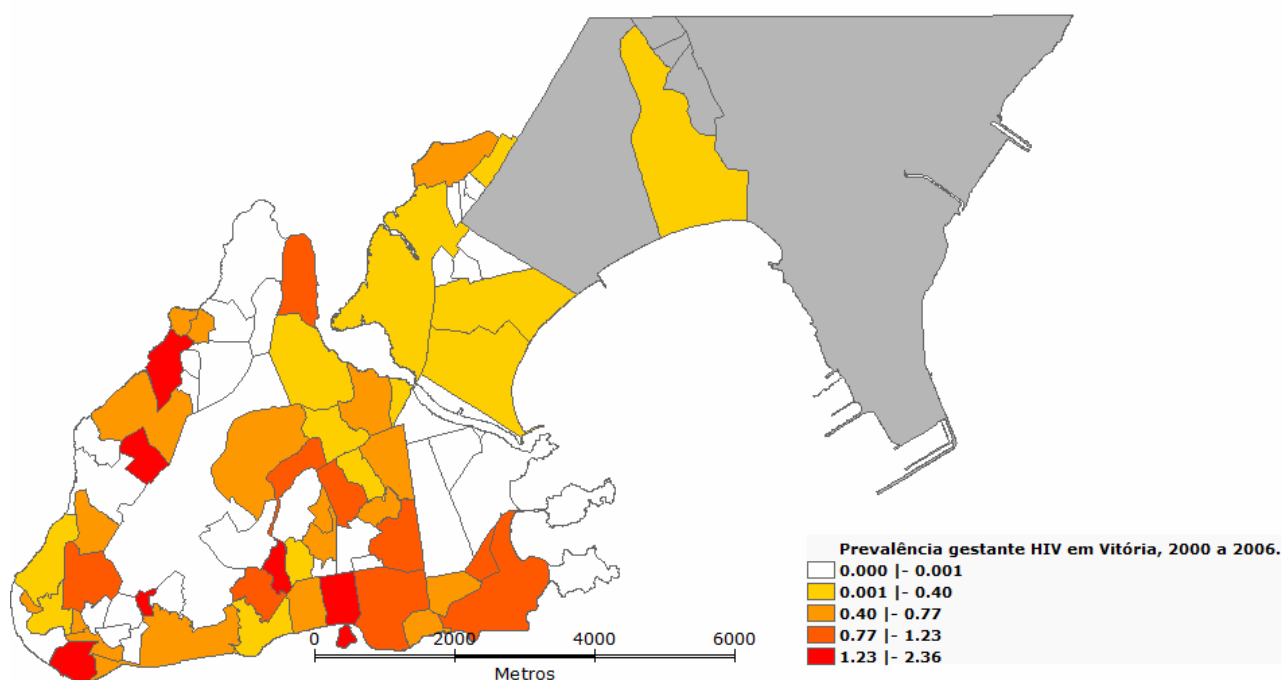 Prevalência gestante HIV em Vitória, 2000 a 2006.
0.000 |- 0.001
0.001 |- 0.40
0.40 |- 0.77
0.77 |- 1.23
1.23 |- 2.36
0 2000 4000 6000
Metros